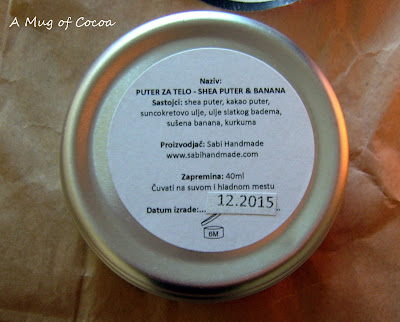 A Mug of Cocoa
Naziv:
PUTER ZA TELO - SHEA PUTER & BANANA
Sastojci: shea puter, kakao puter,
suncokretovo ulje, ulje slatkog badema,
sušena banana, kurkuma
Proizvodjač: Sabi Handmade
www.sabihandmade.com
Zapremina: 40ml
Čuvati na suvom I hladnom mestu
Datum izrade:... 12.2015
6M